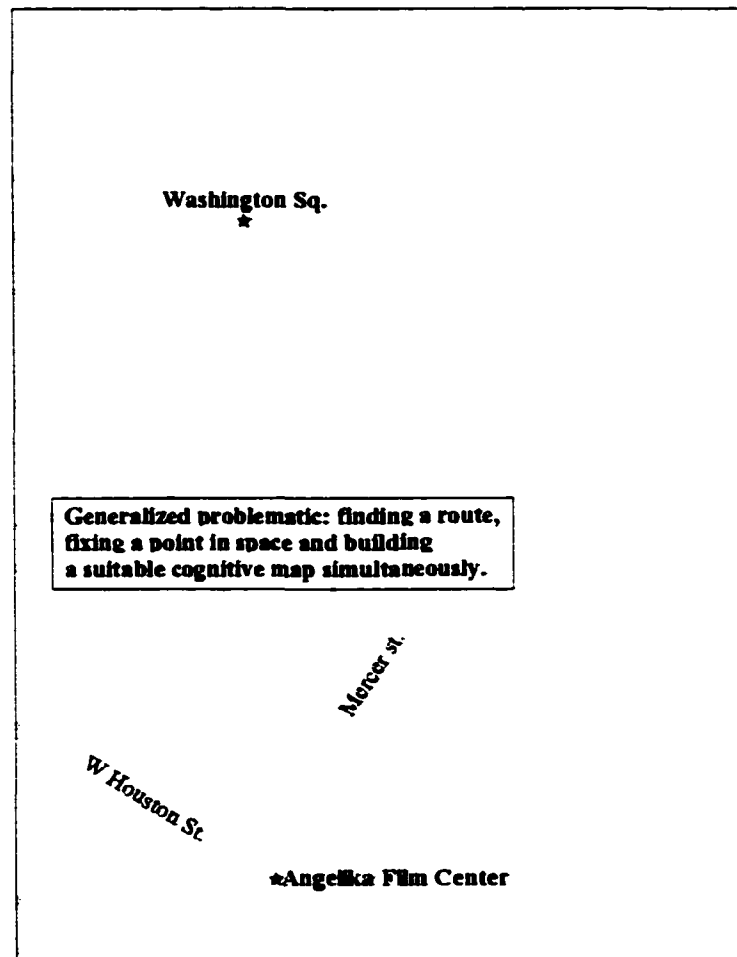 Washington Sq.
Generalized problematic: finding a route,
fixing a point in space and building
a suitable cognitive map simultaneously.
Mercer st.
W Houston St.
Angelika Film Center